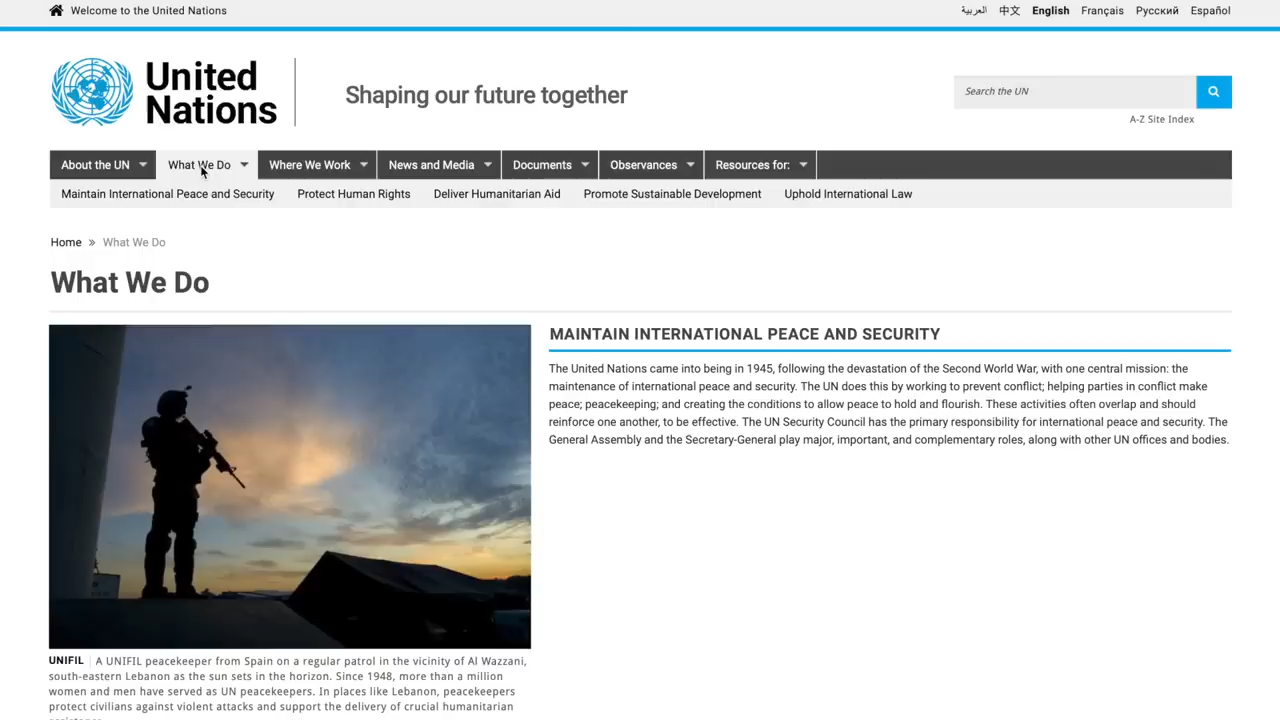 Welcome to the United Nations
العربية 中文 English Français Русский Español
United
Nations
Shaping our future together
Search the UN
A-Z Site Index
About the UN What We Do Where We Work News and Media Documents Observances Resources for:
Maintain International Peace and Security Protect Human Rights Deliver Humanitarian Aid Promote Sustainable Development Uphold International Law
Home » What We Do
What We Do
MAINTAIN INTERNATIONAL PEACE AND SECURITY
The United Nations came into being in 1945, following the devastation of the Second World War, with one central mission: the
maintenance of international peace and security. The UN does this by working to prevent conflict; helping parties in conflict make
peace; peacekeeping; and creating the conditions to allow peace to hold and flourish. These activities often overlap and should
reinforce one another, to be effective. The UN Security Council has the primary responsibility for international peace and security. The
General Assembly and the Secretary-General play major, important, and complementary roles, along with other UN offices and bodies.
UNIFIL A UNIFIL peacekeeper from Spain on a regular patrol in the vicinity of Al Wazzani,
south-eastern Lebanon as the sun sets in the horizon. Since 1948, more than a million
women and men have served as UN peacekeepers. In places like Lebanon, peacekeepers
protect civilians against violent attacks and support the delivery of crucial humanitarian